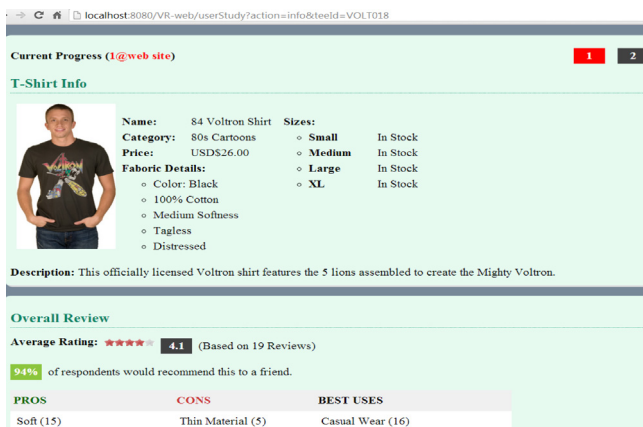 localhost:8080/VR-web/userStudy?action=info&teeId=VOLT018
Current Progress (1@web site) 1 2
T-Shirt Info
Name: 84 Voltron Shirt Sizes:
Category: 80s Cartoons Small In Stock
Price: USD$26.00 Medium In Stock
Faboric Details: Large In Stock
Color: Black XL In Stock
100% Cotton
Medium Softness
Tagless
Distressed
VOLTRON
Description: This officially licensed Voltron shirt features the 5 lions assembled to create the Mighty Voltron.
Overall Review
Average Rating: 4.1 (Based on 19 Reviews)
94% of respondents would recommend this to a friend.
PROS CONS BEST USES
Soft (15) Thin Material (5) Casual Wear (16)